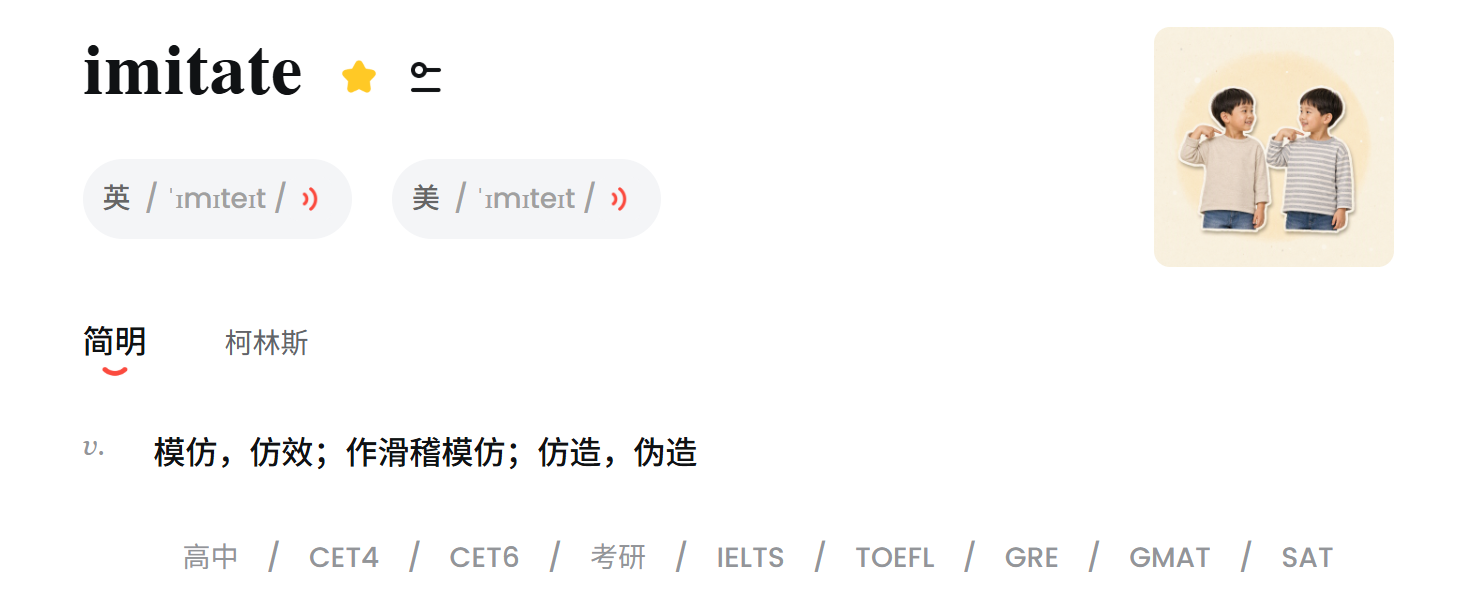 imitate
英 / ˈɪmɪteɪt / 美 / ˈɪmɪteɪt /
简明 柯林斯
v. 模仿，仿效；作滑稽模仿；仿造，伪造
高中 / CET4 / CET6 / 考研 / IELTS / TOEFL / GRE / GMAT / SAT